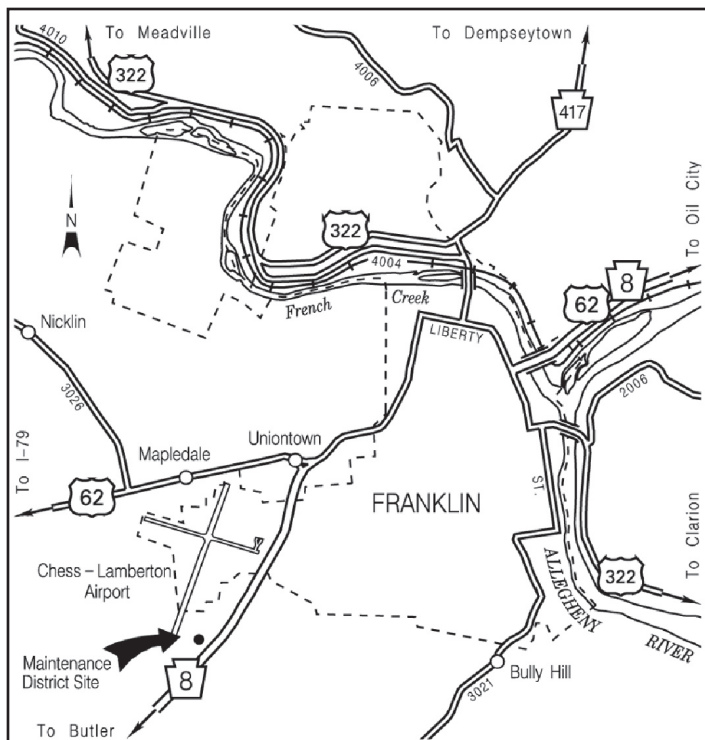 To Meadville
To Dempseytown
4010
322
4006
417
To Oil City
N
322
8
4004
62
French Creek
LIBERTY
Nicklin
2006
3026
Uniontown
Mapledale
To I-79
62
FRANKLIN
ST.
To Clarion
Chess – Lamberton
Airport
322
ALLEGHENY
RIVER
Maintenance
District Site
8
Bully Hill
3021
To Butler